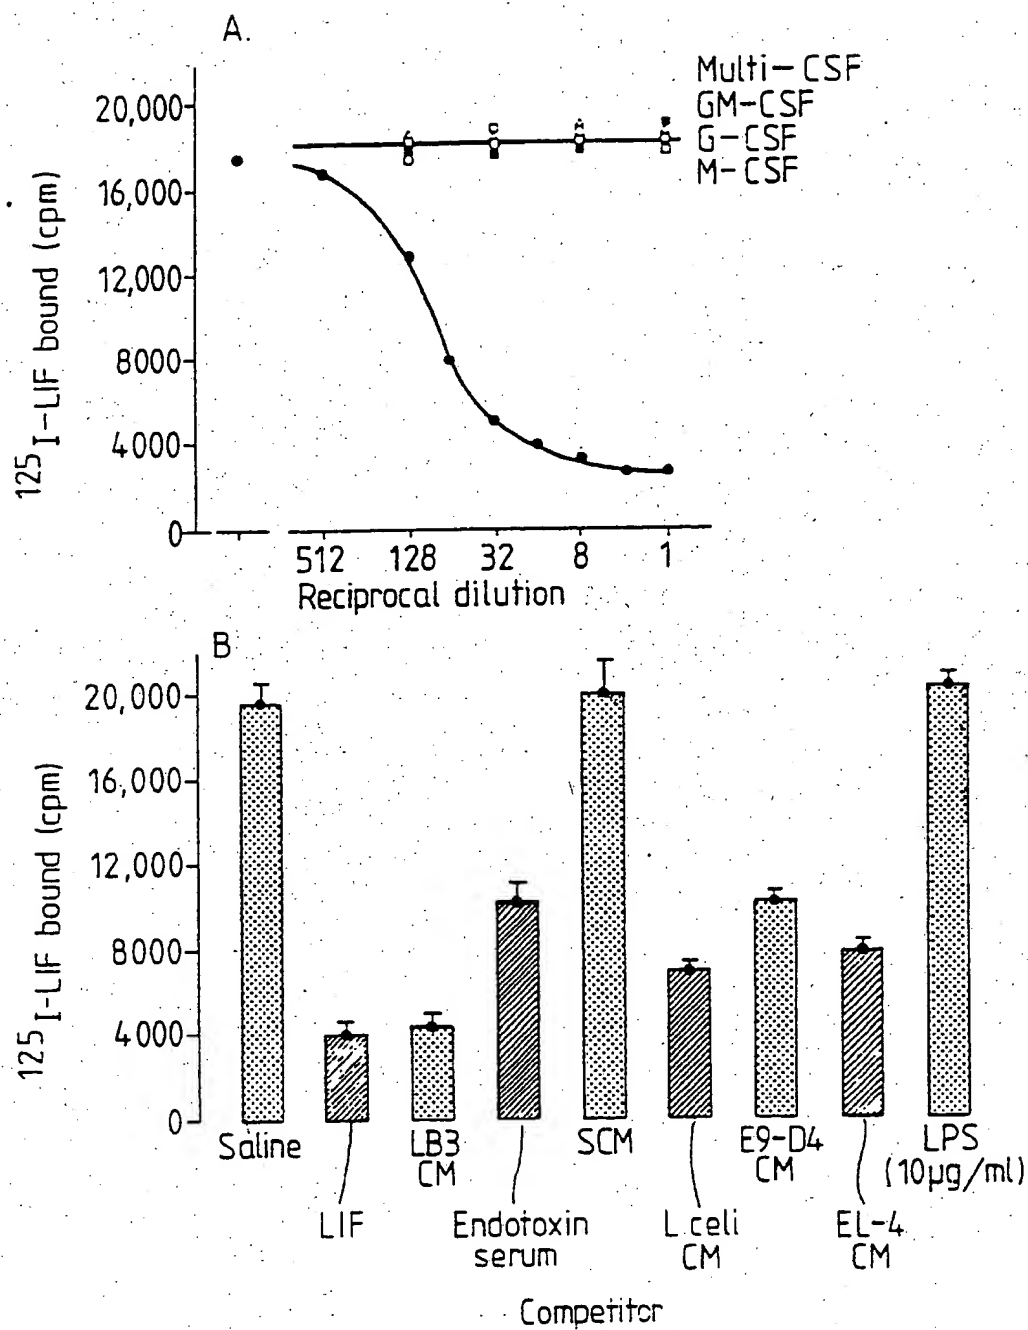 A.
Multi-CSF
GM-CSF
G-CSF
M-CSF
20,000
16,000
12,000
8000
4000
0
125I-LIF bound (cpm)
512 128 32 8 1
Reciprocal dilution
B
20,000
16,000
12,000
8000
4000
0
125I-LIF bound (cpm)
Saline
LIF
LB3
CM
Endotoxin
serum
SCM
L celi
CM
E9-D4
CM
EL-4
CM
LPS
(10µg/ml)
Competitor